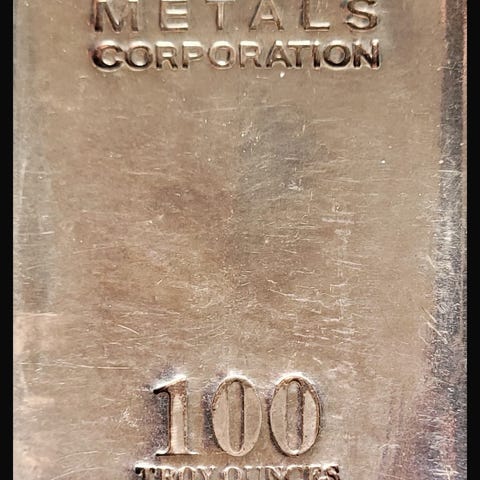 METALS
CORPORATION
100
TROY OUNCES